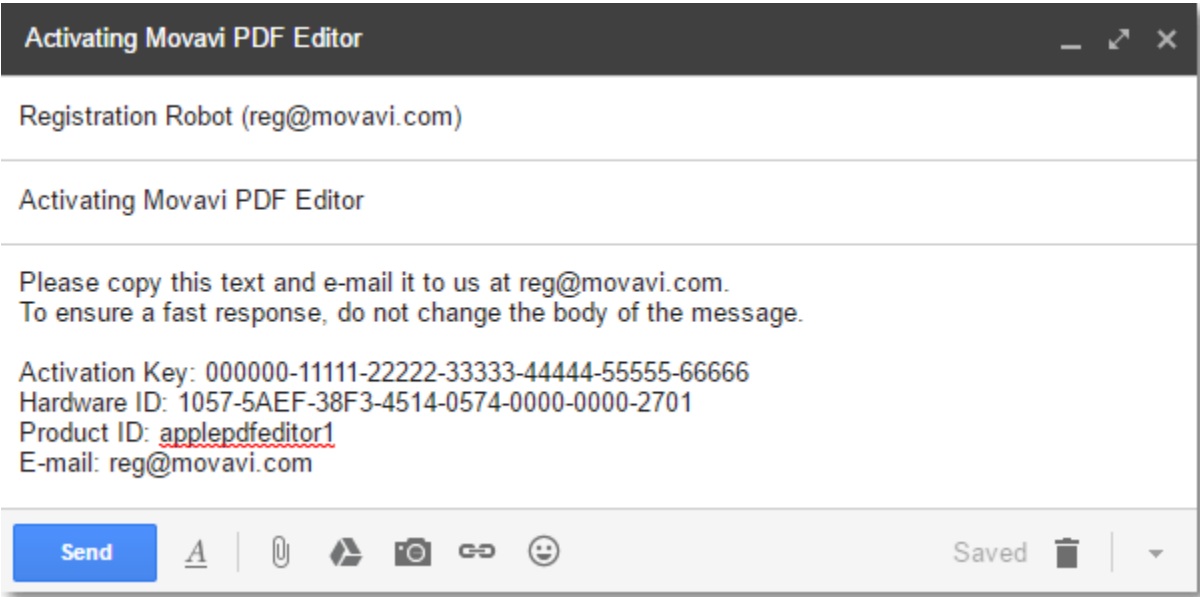 Activating Movavi PDF Editor
Registration Robot (reg@movavi.com)
Activating Movavi PDF Editor
Please copy this text and e-mail it to us at reg@movavi.com.
To ensure a fast response, do not change the body of the message.
Activation Key: 000000-11111-22222-33333-44444-55555-66666
Hardware ID: 1057-5AEF-38F3-4514-0574-0000-0000-2701
Product ID: applepdfeditor1
E-mail: reg@movavi.com
Send A Saved